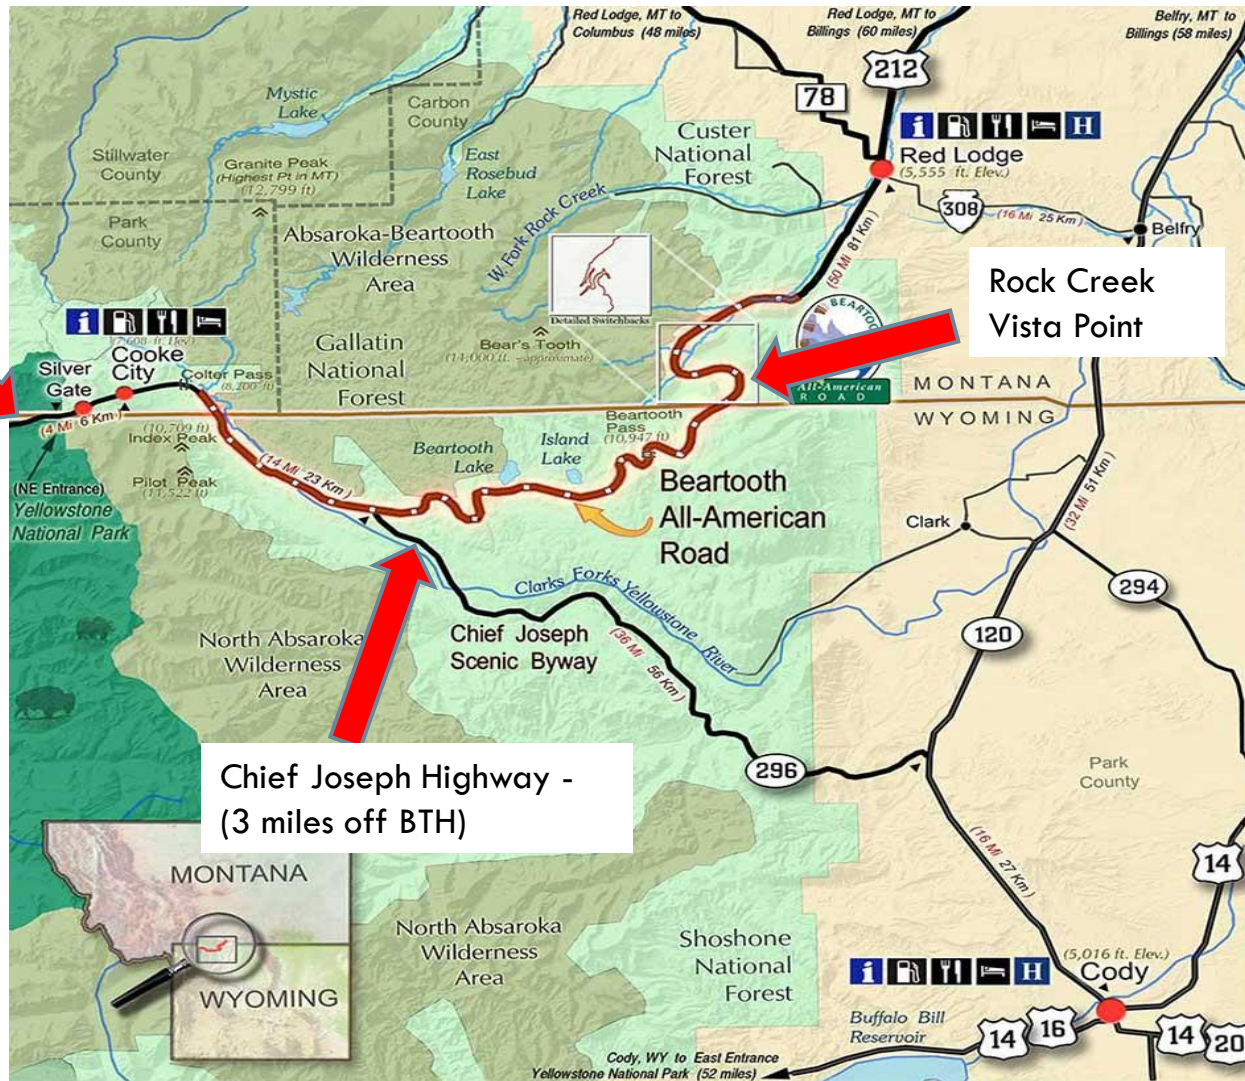 Red Lodge, MT to
Columbus (48 miles)
Red Lodge, MT to
Billings (60 miles)
Belfry, MT to
Billings (58 miles)
212
78
Mystic
Lake
Carbon
County
Custer
National
Forest
i
H
Red Lodge
(5,555 ft. Elev.)
Stillwater
County
Granite Peak
(Highest Pt in MT)
(12,799 ft)
East
Rosebud
Lake
W. Fork Rock Creek
308
(16 Mi 25 Km)
Belfry
Park
County
Absaroka-Beartooth
Wilderness
Area
(50 Mi 81 Km)
Rock Creek
Vista Point
Detailed Switchbacks
BEARTOO
All-American
ROAD
i
(7,608 ft. Elev)
Silver
Gate
Cooke
City
Colter Pass
(8,200 ft)
Gallatin
National
Forest
Bear's Tooth
(14,000 ft. - approximate)
MONTANA
WYOMING
(4 Mi 6 Km)
(10,709 ft)
Index Peak
Pilot Peak
(11,522 ft)
Beartooth
Pass
(10,947 ft)
Beartooth
Lake
Island
Lake
(14 Mi 23 Km)
(NE Entrance)
Yellowstone
National Park
Beartooth
All-American
Road
Clark
(32 Mi 51 Km)
294
Clarks Forks Yellowstone River
120
North Absaroka
Wilderness
Area
Chief Joseph
Scenic Byway
(36 Mi 56 Km)
296
Chief Joseph Highway -
(3 miles off BTH)
Park
County
(16 Mi 27 Km)
14
MONTANA
WYOMING
North Absaroka
Wilderness
Area
Shoshone
National
Forest
(5,016 ft. Elev.)
i
H
Cody
Buffalo Bill
Reservoir
14
16
14
20
Cody, WY to East Entrance
Yellowstone National Park (52 miles)